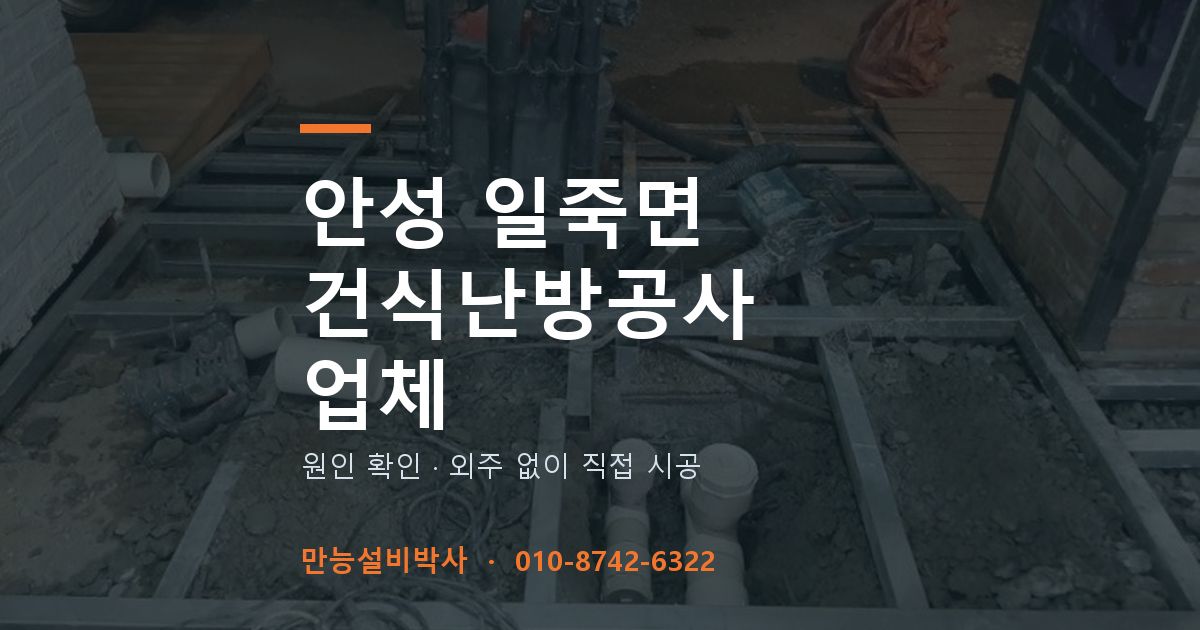 안성 일죽면
건식난방공사
업체
원인 확인 · 외주 없이 직접 시공
만능설비박사 · 010-8742-6322